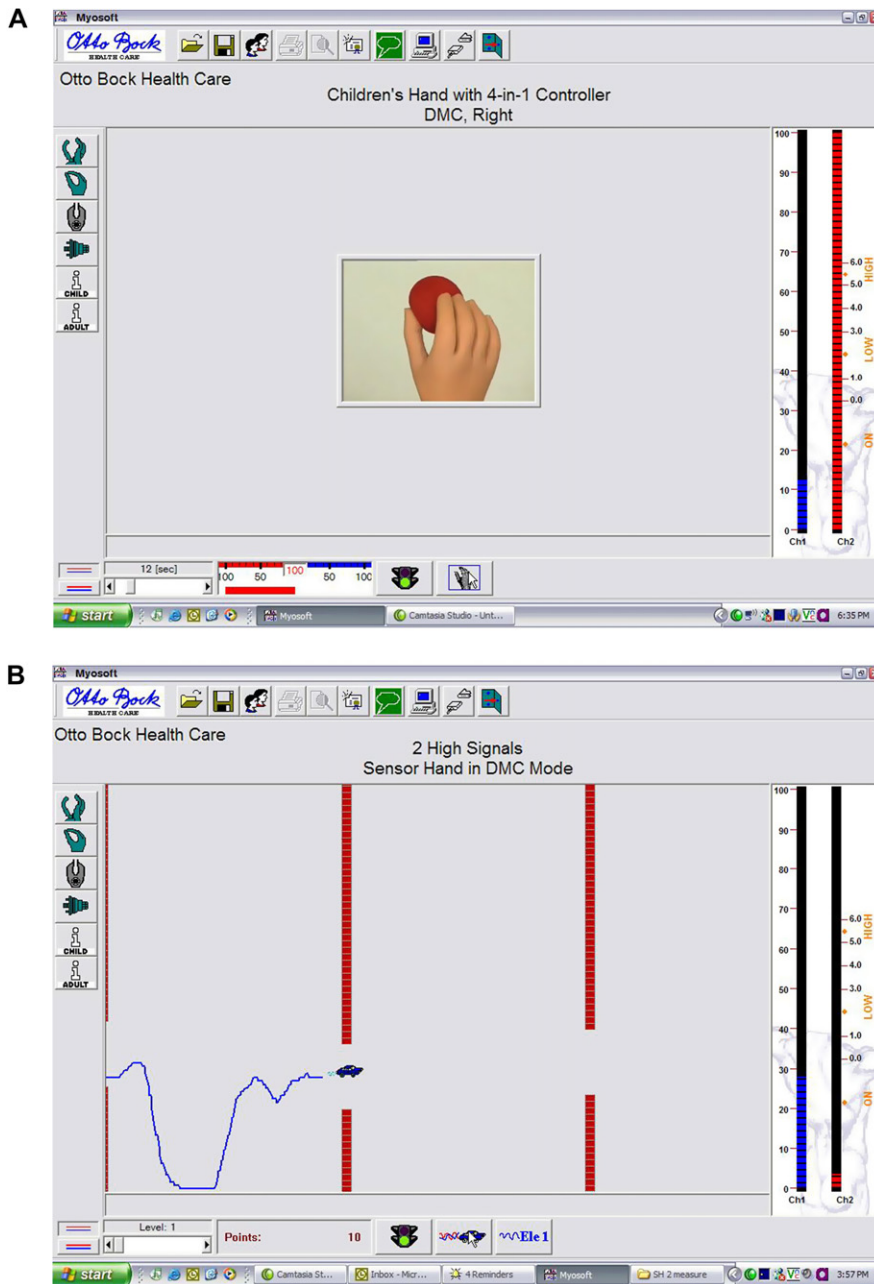 A
Myosoft
Otto Bock
HEALTH CARE
Otto Bock Health Care
Children's Hand with 4-in-1 Controller
DMC, Right
CHILD
ADULT
100
90
80
70
60
50
40
30
20
10
0
Ch1
Ch2
6.0
5.0
4.0
3.0
1.0
0.0
HIGH
LOW
ON
12 [sec]
100 50 100 50 100
start
Myosoft
Camtasia Studio - Unt...
6:35 PM
B
Myosoft
Otto Bock
HEALTH CARE
Otto Bock Health Care
2 High Signals
Sensor Hand in DMC Mode
CHILD
ADULT
100
90
80
70
60
50
40
30
20
10
0
Ch1
Ch2
6.0
5.0
4.0
3.0
1.0
0.0
HIGH
LOW
ON
Level: 1
Points: 10
Ele 1
start
Camtasia St...
Inbox - Micr...
4 Reminders
Myosoft
SH 2 measure
3:57 PM